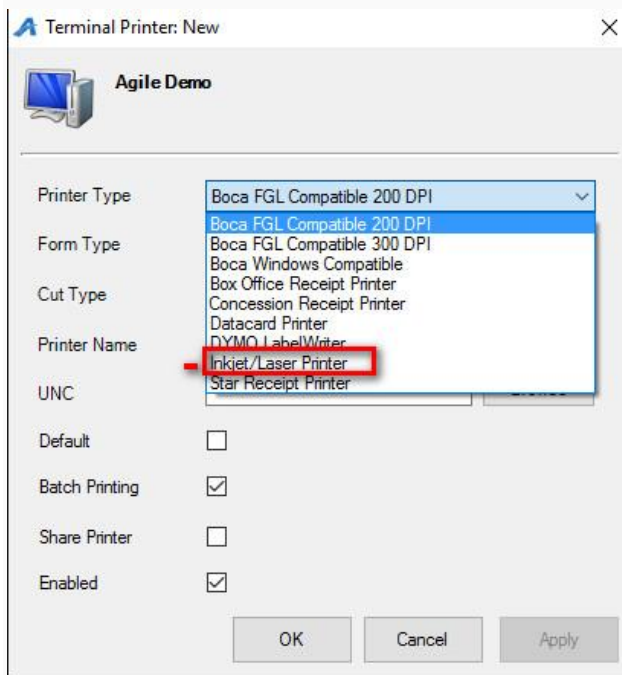 Terminal Printer: New
Agile Demo
Printer Type
Boca FGL Compatible 200 DPI
Boca FGL Compatible 200 DPI
Boca FGL Compatible 300 DPI
Boca Windows Compatible
Box Office Receipt Printer
Concession Receipt Printer
Datacard Printer
DYMO LabelWriter
Inkjet/Laser Printer
Star Receipt Printer
Form Type
Cut Type
Printer Name
UNC
Default
Batch Printing
Share Printer
Enabled
OK Cancel Apply